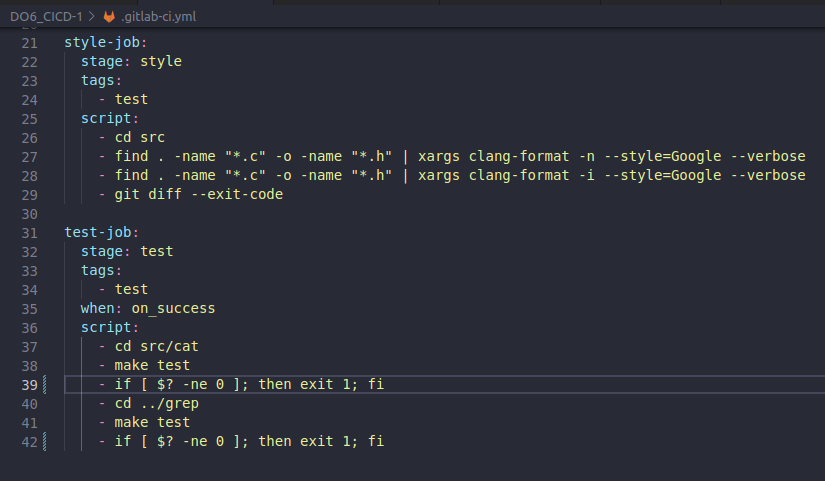 DO6_CICD-1 > .gitlab-ci.yml
21 style-job:
22 stage: style
23 tags:
24 - test
25 script:
26 - cd src
27 - find . -name "*.c" -o -name "*.h" | xargs clang-format -n --style=Google --verbose
28 - find . -name "*.c" -o -name "*.h" | xargs clang-format -i --style=Google --verbose
29 - git diff --exit-code
30
31 test-job:
32 stage: test
33 tags:
34 - test
35 when: on_success
36 script:
37 - cd src/cat
38 - make test
39 - if [ $? -ne 0 ]; then exit 1; fi
40 - cd ../grep
41 - make test
42 - if [ $? -ne 0 ]; then exit 1; fi